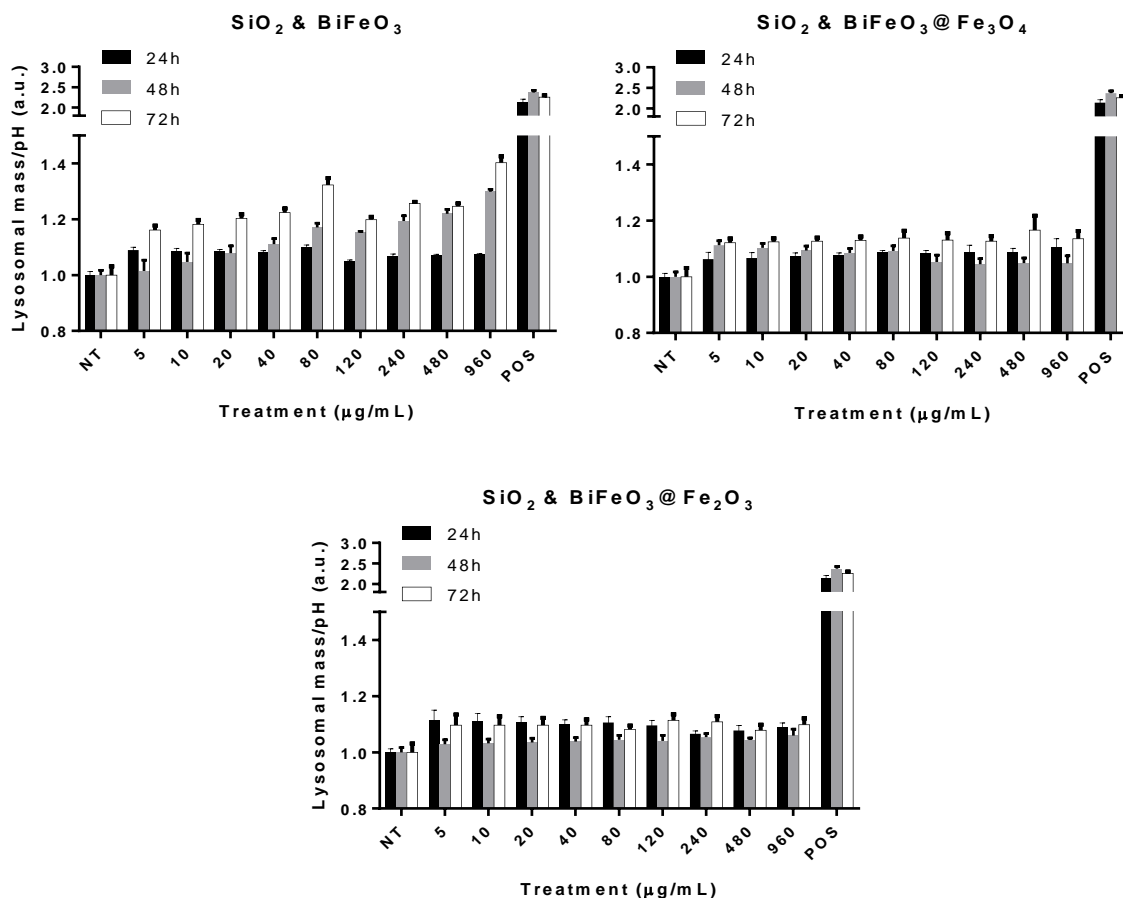 SiO2 & BiFeO3
24h
48h
72h
Lysosomal mass/pH (a.u.)
3.0
2.5
2.0
1.4
1.2
1.0
0.8
NT 5 10 20 40 80 120 240 480 960 POS
Treatment (μg/mL)
SiO2 & BiFeO3@Fe3O4
24h
48h
72h
Lysosomal mass/pH (a.u.)
3.0
2.5
2.0
1.4
1.2
1.0
0.8
NT 5 10 20 40 80 120 240 480 960 POS
Treatment (μg/mL)
SiO2 & BiFeO3@Fe2O3
24h
48h
72h
Lysosomal mass/pH (a.u.)
3.0
2.5
2.0
1.4
1.2
1.0
0.8
NT 5 10 20 40 80 120 240 480 960 POS
Treatment (μg/mL)